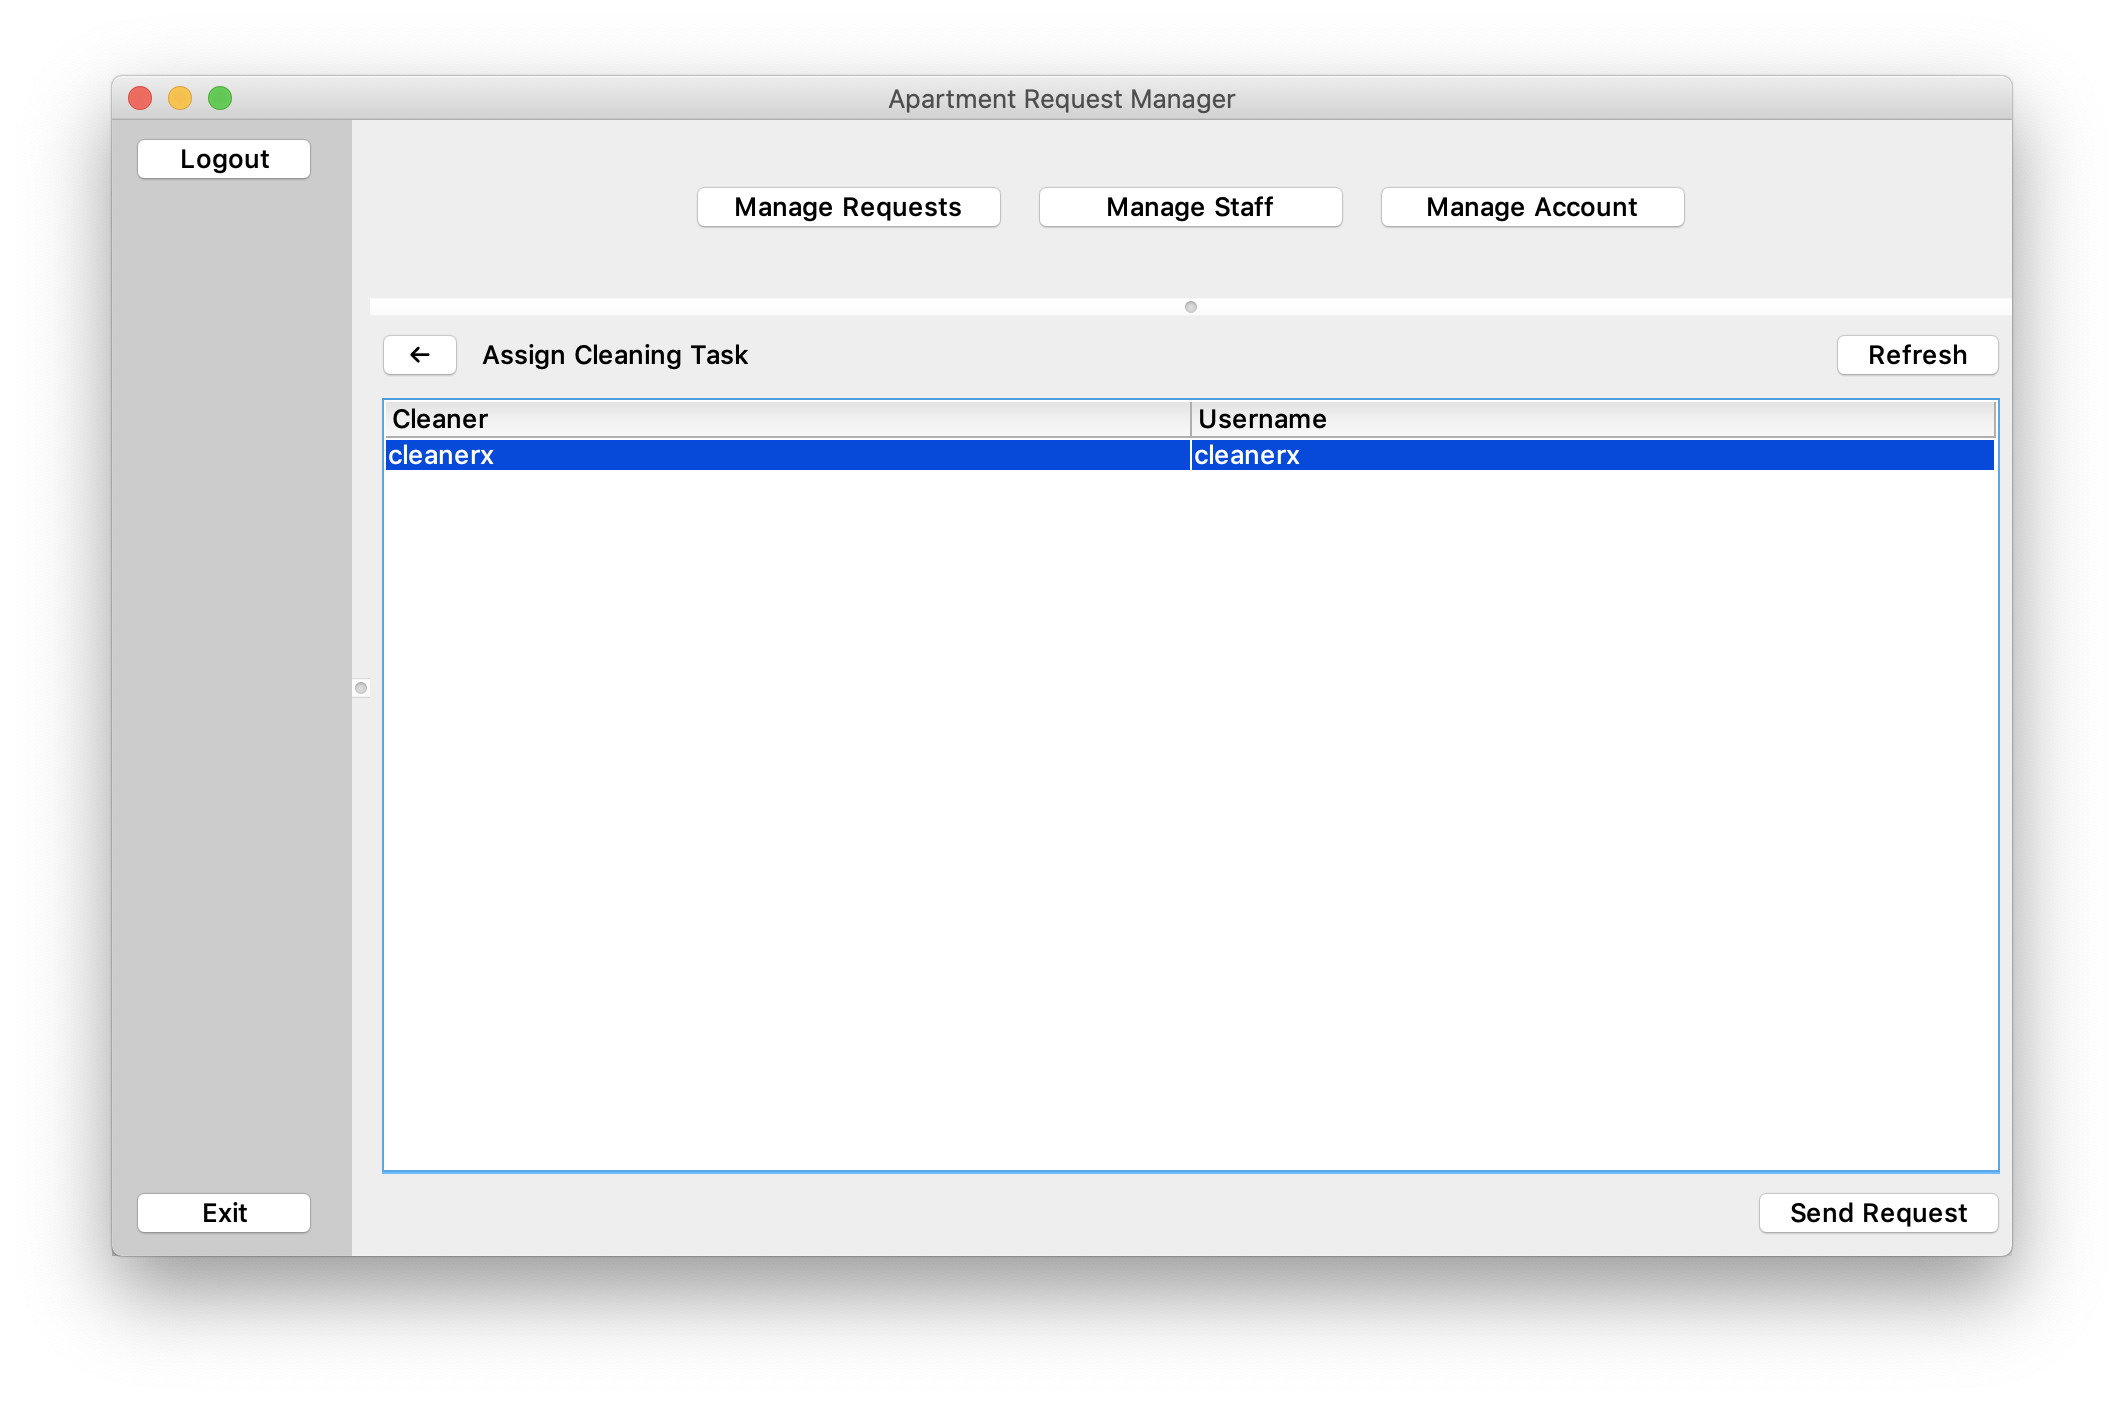 Apartment Request Manager
Logout
Manage Requests Manage Staff Manage Account
← Assign Cleaning Task Refresh
Cleaner Username
cleanerx cleanerx
Exit Send Request